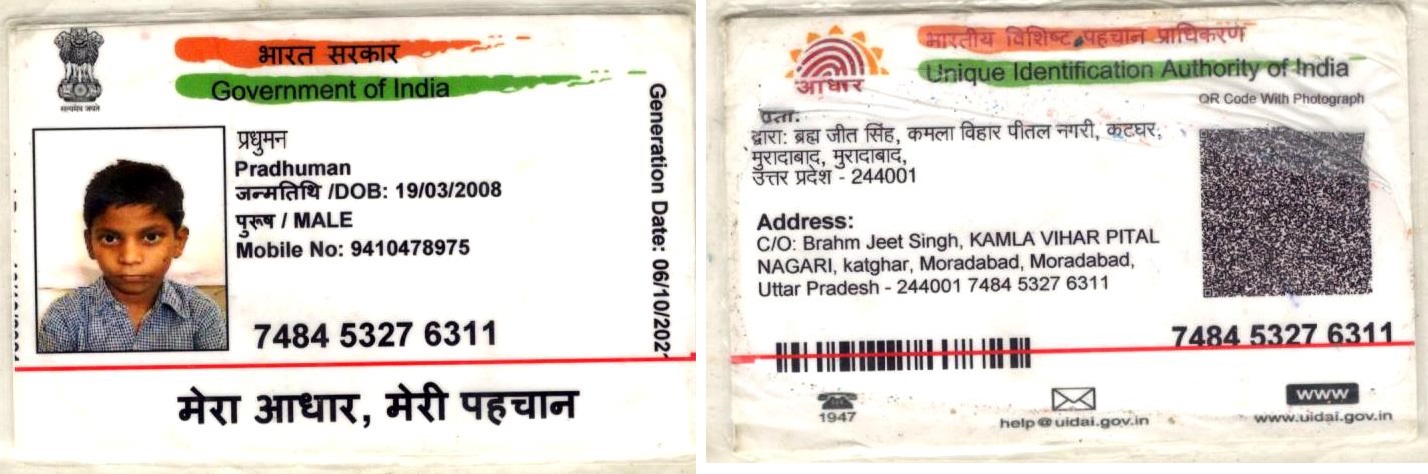 भारत सरकार
Government of India
सत्यमेव जयते
प्रधुमन
Pradhuman
जन्मतिथि /DOB: 19/03/2008
पुरूष / MALE
Mobile No: 9410478975
Generation Date: 06/10/202
7484 5327 6311
मेरा आधार, मेरी पहचान
भारतीय विशिष्ट पहचान प्राधिकरण
Unique Identification Authority of India
आधार
QR Code With Photograph
पता:
द्वारा: ब्रह्म जीत सिंह, कमला विहार पीतल नगरी, कटघर,
मुरादाबाद, मुरादाबाद,
उत्तर प्रदेश - 244001
Address:
C/O: Brahm Jeet Singh, KAMLA VIHAR PITAL
NAGARI, katghar, Moradabad, Moradabad,
Uttar Pradesh - 244001 7484 5327 6311
7484 5327 6311
1947
help@uidai.gov.in
www
www.uidai.gov.in